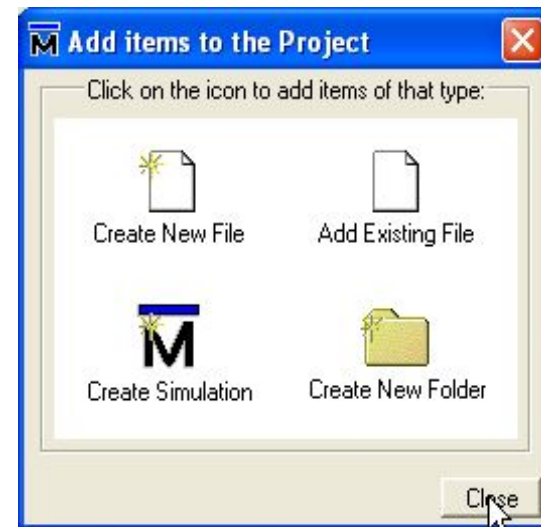 M Add items to the Project
Click on the icon to add items of that type:
Create New File
Add Existing File
M
Create Simulation
Create New Folder
Close